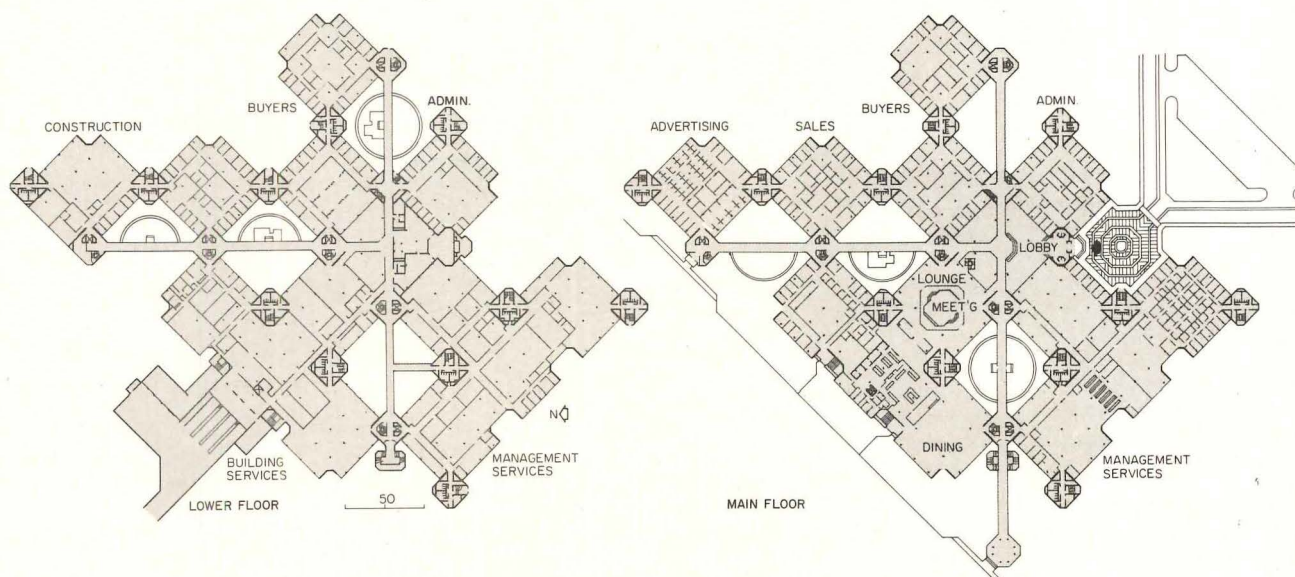 BUYERS
ADMIN.
CONSTRUCTION
N
BUILDING
SERVICES
MANAGEMENT
SERVICES
LOWER FLOOR
50
BUYERS
ADMIN.
ADVERTISING
SALES
LOBBY
LOUNGE
MEET'G
DINING
MANAGEMENT
SERVICES
MAIN FLOOR